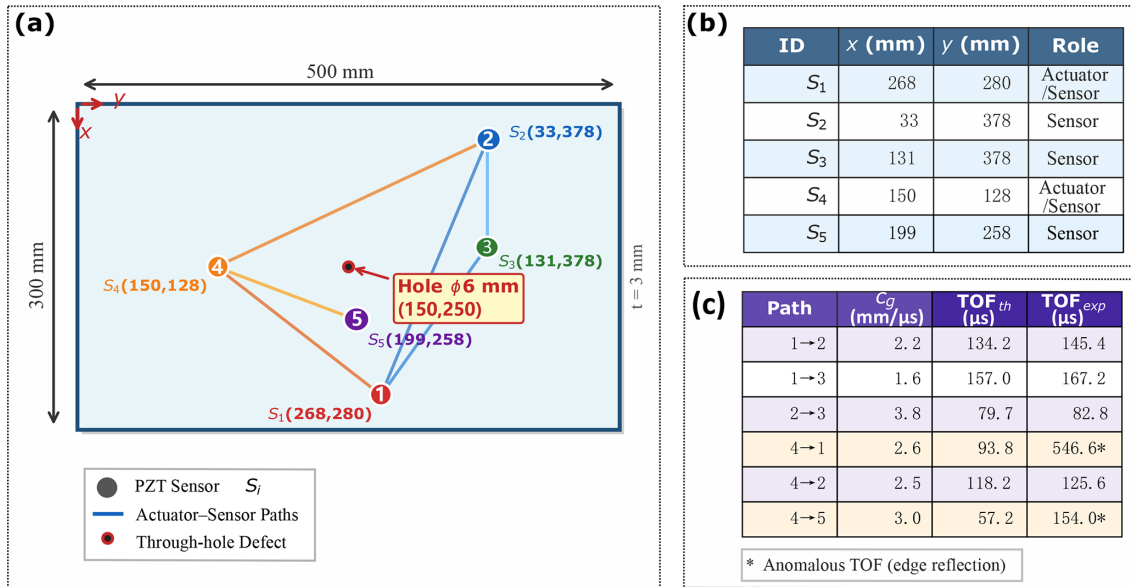 (a)
500 mm
y
x
300 mm
2
S2(33,378)
3
S3(131,378)
4
S4(150,128)
Hole ϕ6 mm
(150,250)
5
S5(199,258)
1
S1(268,280)
t = 3 mm
PZT Sensor Si
Actuator–Sensor Paths
Through-hole Defect
(b)
ID x (mm) y (mm) Role
S1 268 280 Actuator
/Sensor
S2 33 378 Sensor
S3 131 378 Sensor
S4 150 128 Actuator
/Sensor
S5 199 258 Sensor
(c)
Path Cg TOFth TOFexp
(mm/μs) (μs) (μs)
1→2 2.2 134.2 145.4
1→3 1.6 157.0 167.2
2→3 3.8 79.7 82.8
4→1 2.6 93.8 546.6*
4→2 2.5 118.2 125.6
4→5 3.0 57.2 154.0*
* Anomalous TOF (edge reflection)